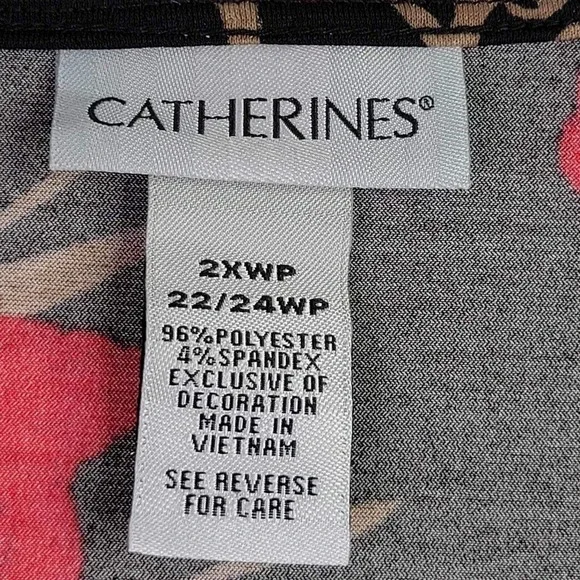 CATHERINES®
2XWP
22/24WP
96%POLYESTER
4%SPANDEX
EXCLUSIVE OF
DECORATION
MADE IN
VIETNAM
SEE REVERSE
FOR CARE